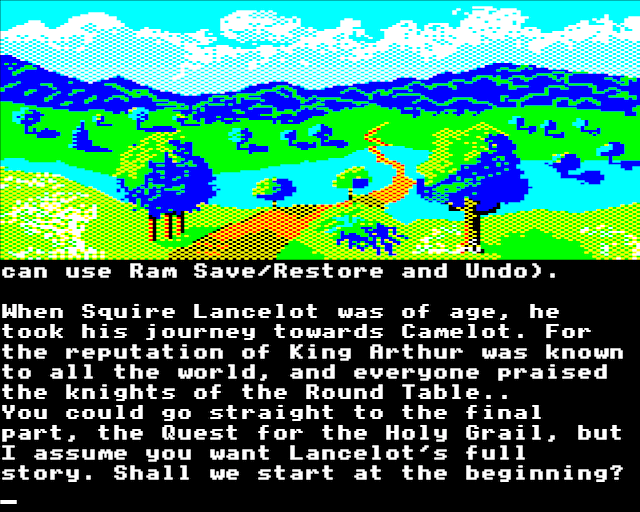 can use Ram Save/Restore and Undo).
When Squire Lancelot was of age, he
took his journey towards Camelot. For
the reputation of King Arthur was known
to all the world, and everyone praised
the knights of the Round Table..
You could go straight to the final
part, the Quest for the Holy Grail, but
I assume you want Lancelot's full
story. Shall we start at the beginning?